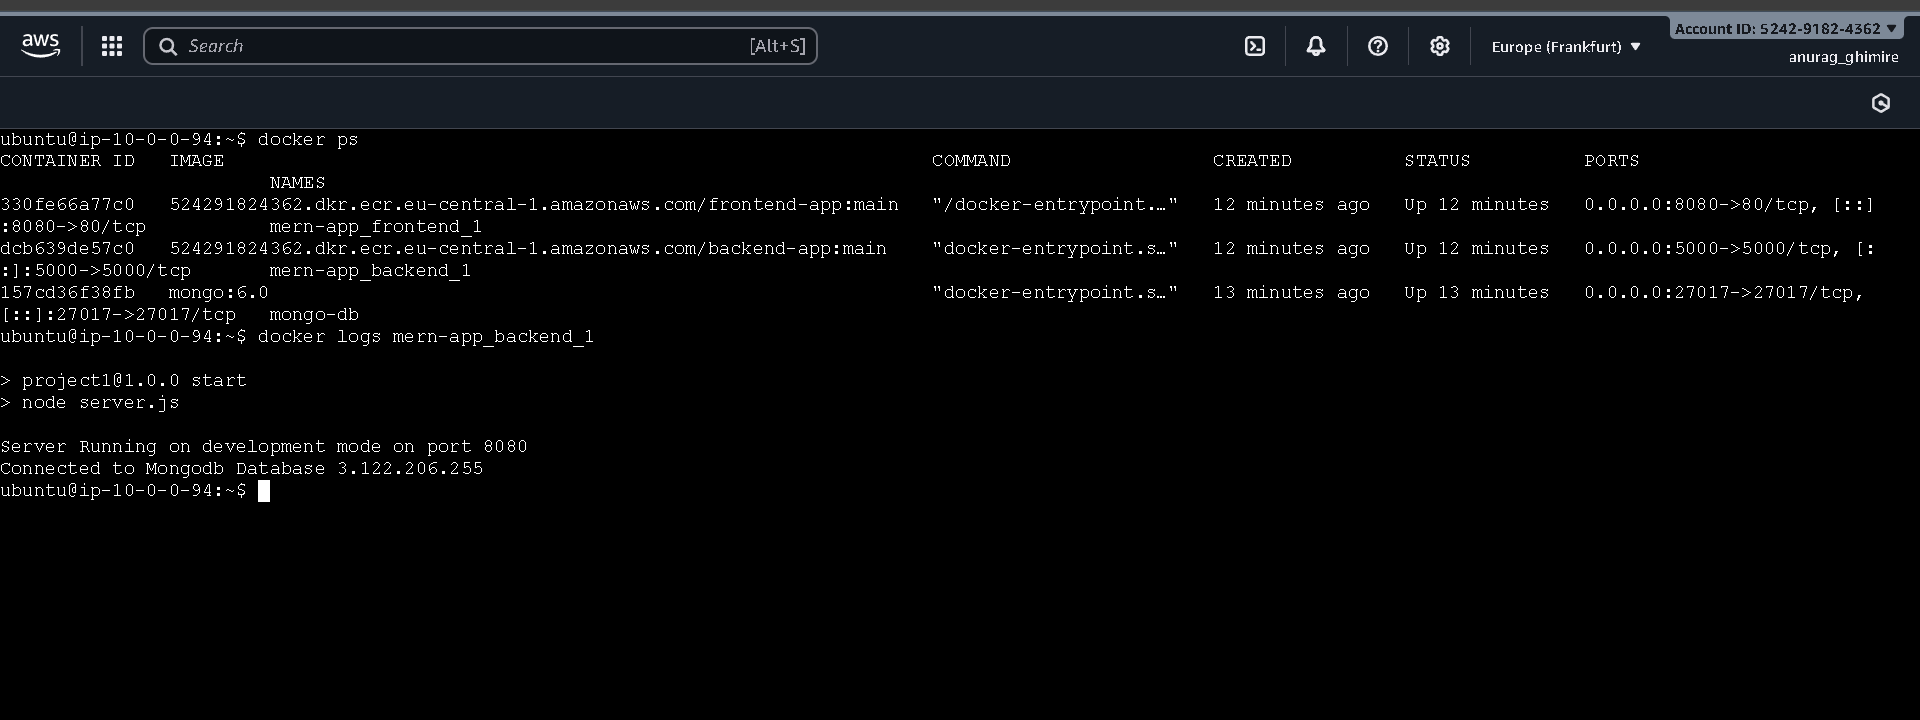 Account ID: 5242-9182-4362
aws
Search
[Alt+S]
Europe (Frankfurt)
anurag_ghimire
ubuntu@ip-10-0-0-94:~$ docker ps
CONTAINER ID   IMAGE   COMMAND   CREATED   STATUS   PORTS
NAMES
330fe66a77c0   524291824362.dkr.ecr.eu-central-1.amazonaws.com/frontend-app:main   "/docker-entrypoint.…"   12 minutes ago   Up 12 minutes   0.0.0.0:8080->80/tcp, [::]
:8080->80/tcp   mern-app_frontend_1
dcb639de57c0   524291824362.dkr.ecr.eu-central-1.amazonaws.com/backend-app:main   "docker-entrypoint.s…"   12 minutes ago   Up 12 minutes   0.0.0.0:5000->5000/tcp, [:
:]:5000->5000/tcp   mern-app_backend_1
157cd36f38fb   mongo:6.0   "docker-entrypoint.s…"   13 minutes ago   Up 13 minutes   0.0.0.0:27017->27017/tcp,
[::]:27017->27017/tcp   mongo-db
ubuntu@ip-10-0-0-94:~$ docker logs mern-app_backend_1
> project1@1.0.0 start
> node server.js
Server Running on development mode on port 8080
Connected to Mongodb Database 3.122.206.255
ubuntu@ip-10-0-0-94:~$